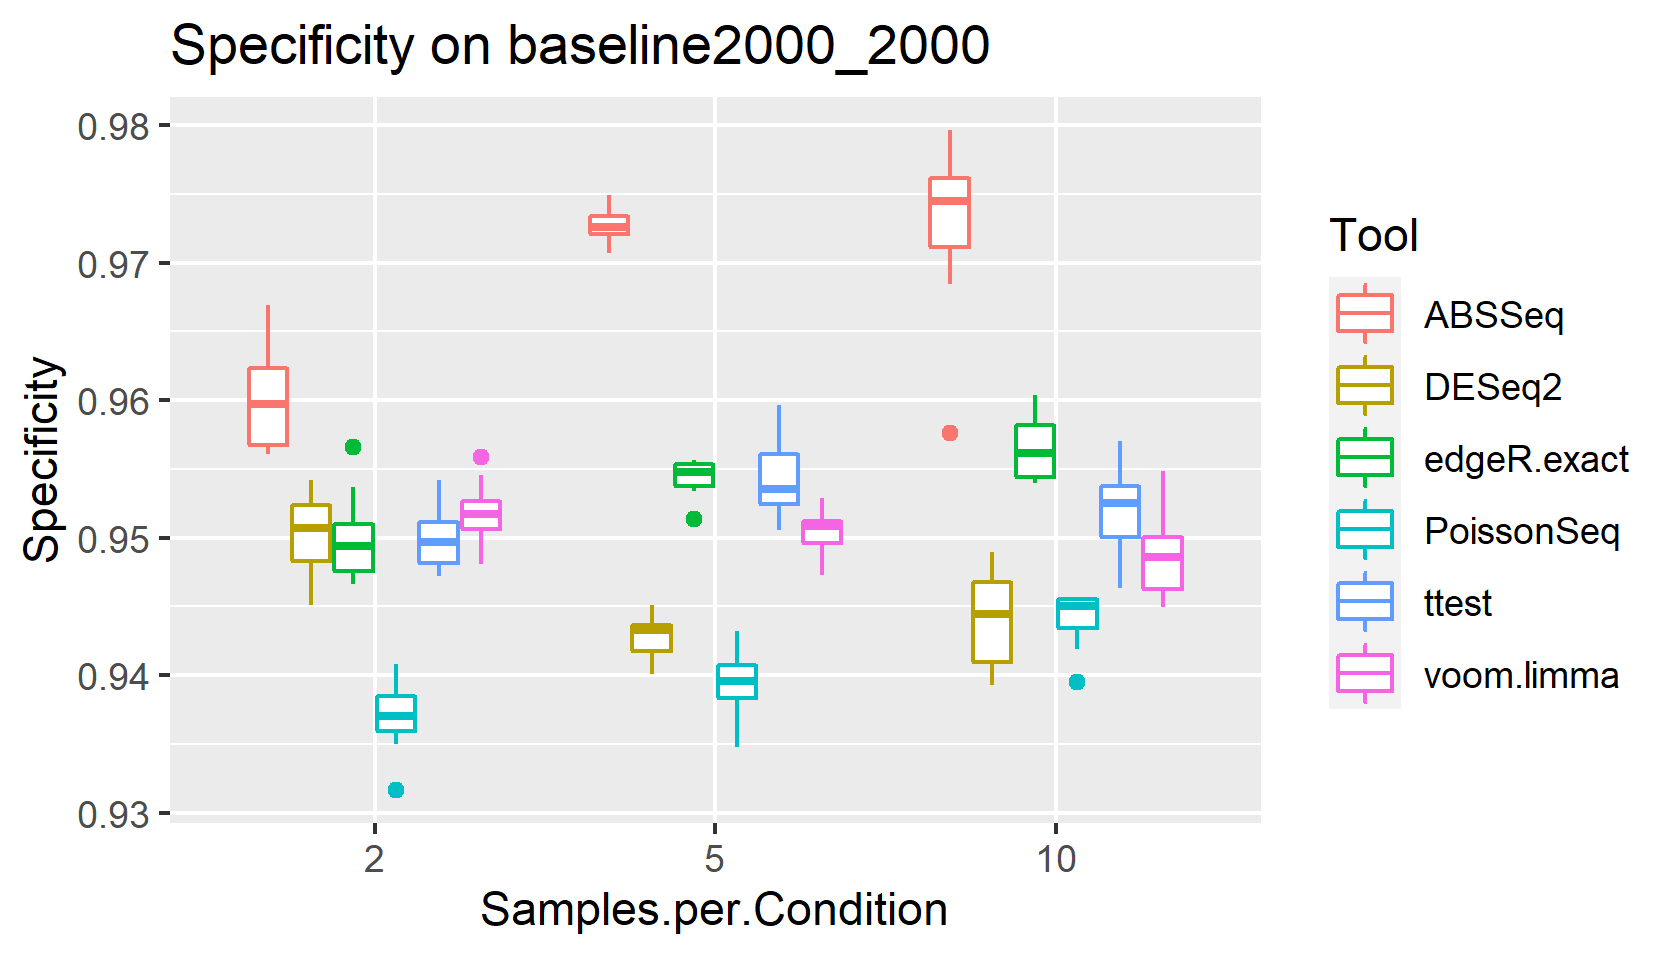 Specificity on baseline2000_2000
0.98
0.97
0.96
0.95
0.94
0.93
Specificity
2 5 10
Samples.per.Condition
Tool
ABSSeq
DESeq2
edgeR.exact
PoissonSeq
ttest
voom.limma